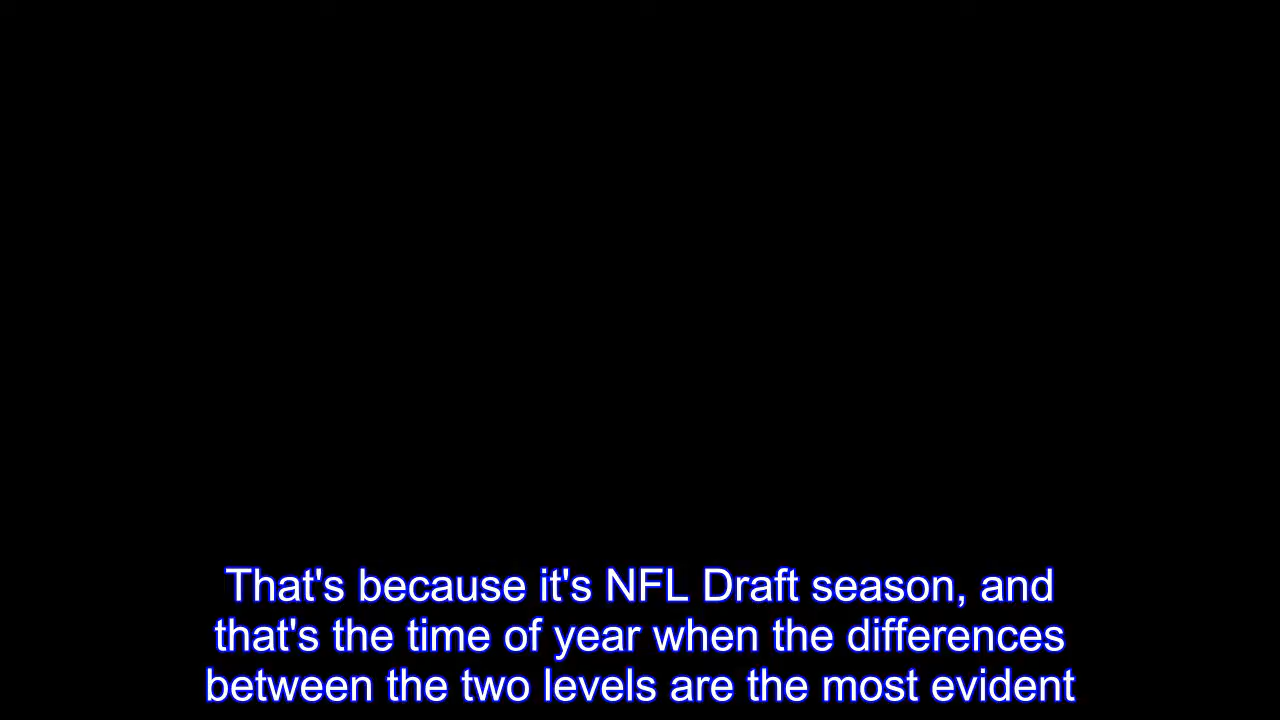 That's because it's NFL Draft season, and
that's the time of year when the differences
between the two levels are the most evident